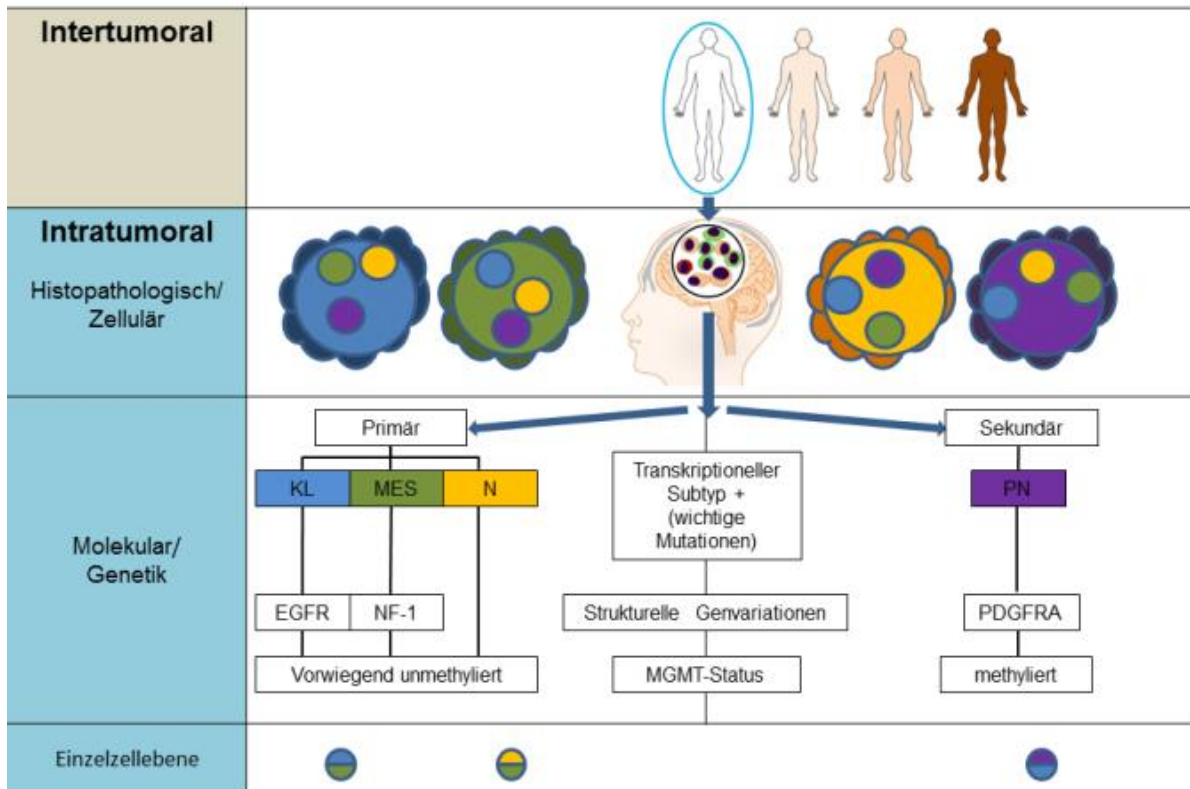 Intertumoral
Intratumoral
Histopathologisch/
Zellulär
Molekular/
Genetik
Primär
KL
MES
N
EGFR
NF-1
Vorwiegend unmethyliert
Transkriptioneller
Subtyp +
(wichtige
Mutationen)
Strukturelle Genvariationen
MGMT-Status
Sekundär
PN
PDGFRA
methyliert
Einzelzellebene